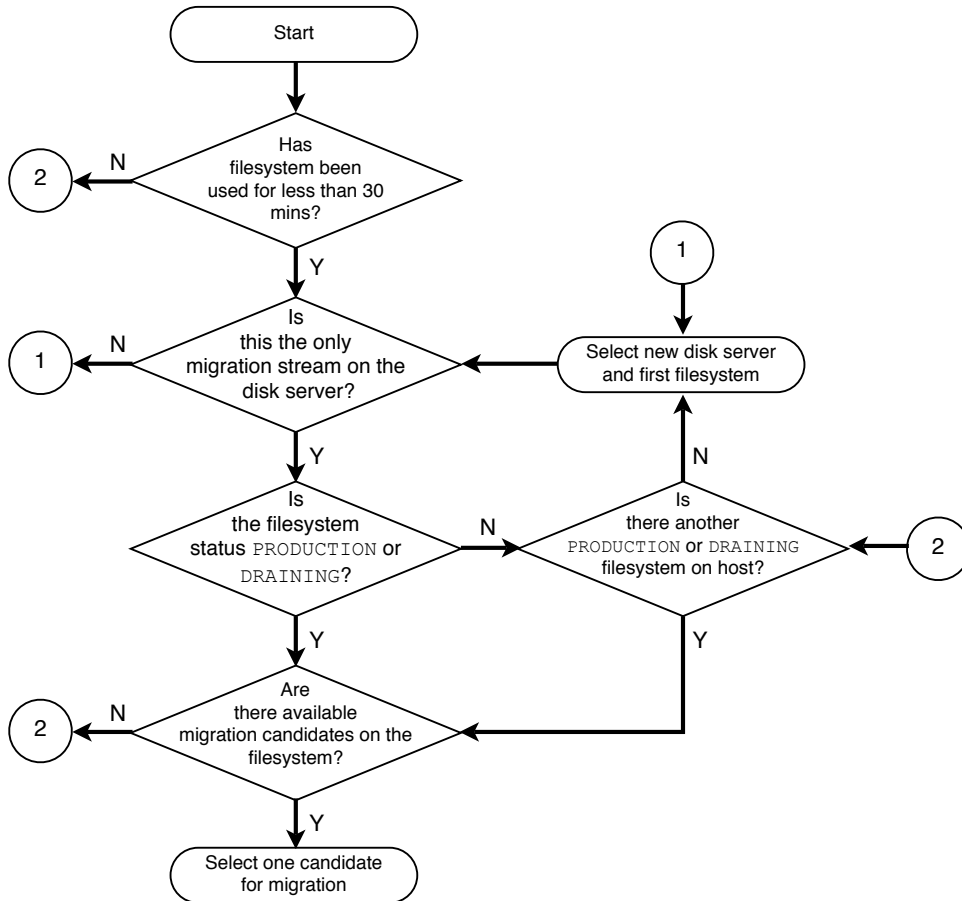 Start
Has
filesystem been
used for less than 30
mins?
N
2
Y
1
Is
this the only
migration stream on the
disk server?
N
1
Select new disk server
and first filesystem
Y
N
Is
the filesystem
status PRODUCTION or
DRAINING?
N
Is
there another
PRODUCTION or DRAINING
filesystem on host?
2
Y
Y
Are
there available
migration candidates on the
filesystem?
N
2
Y
Select one candidate
for migration